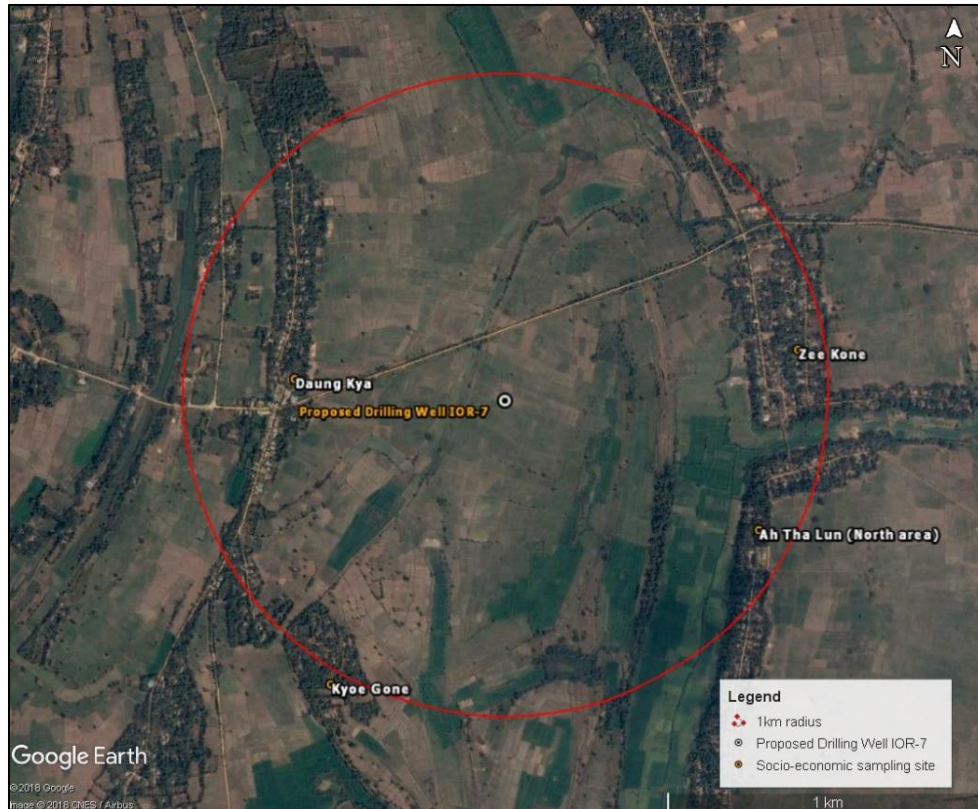 N
Zee Kone
Daung Kya
Proposed Drilling Well IOR-7
Ah Tha Lun (North area)
Kyoe Gone
Legend
1km radius
Proposed Drilling Well IOR-7
Socio-economic sampling site
Google Earth
©2018 Google
Image © 2018 CNES / Airbus
1 km